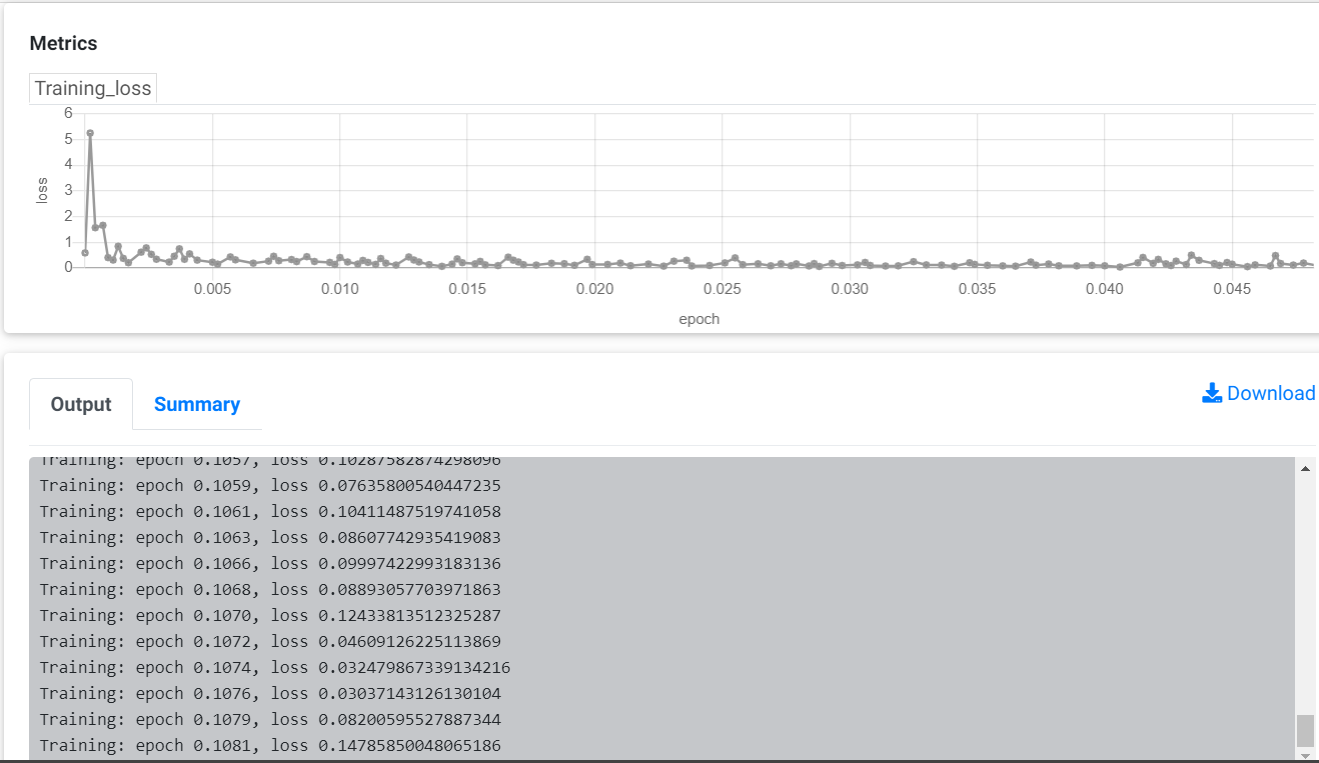 Metrics
Training_loss
6
5
4
3
2
1
0
loss
0.005 0.010 0.015 0.020 0.025 0.030 0.035 0.040 0.045
epoch
Output Summary Download
Training: epoch 0.1057, loss 0.10287582874298096
Training: epoch 0.1059, loss 0.07635800540447235
Training: epoch 0.1061, loss 0.10411487519741058
Training: epoch 0.1063, loss 0.08607742935419083
Training: epoch 0.1066, loss 0.09997422993183136
Training: epoch 0.1068, loss 0.08893057703971863
Training: epoch 0.1070, loss 0.12433813512325287
Training: epoch 0.1072, loss 0.04609126225113869
Training: epoch 0.1074, loss 0.032479867339134216
Training: epoch 0.1076, loss 0.03037143126130104
Training: epoch 0.1079, loss 0.08200595527887344
Training: epoch 0.1081, loss 0.14785850048065186